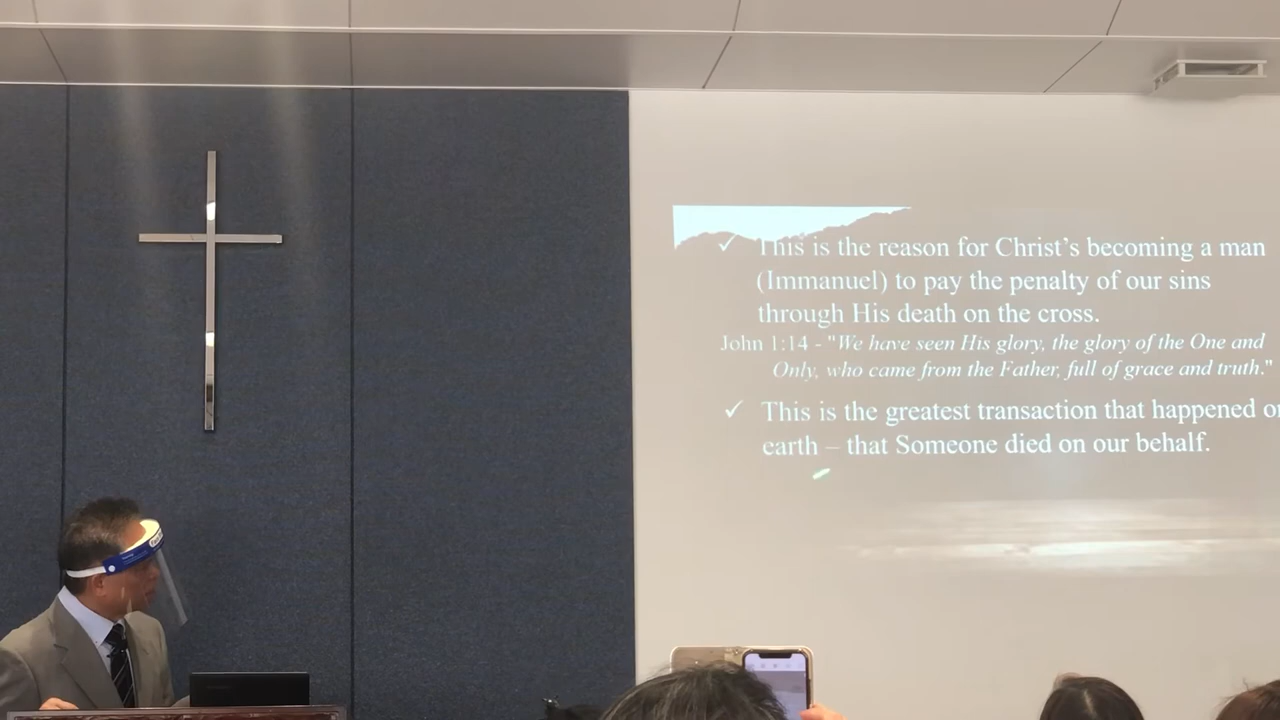 ✓ This is the reason for Christ's becoming a man
(Immanuel) to pay the penalty of our sins
through His death on the cross.
John 1:14 - "We have seen His glory, the glory of the One and
Only, who came from the Father, full of grace and truth."
✓ This is the greatest transaction that happened
earth – that Someone died on our behalf.